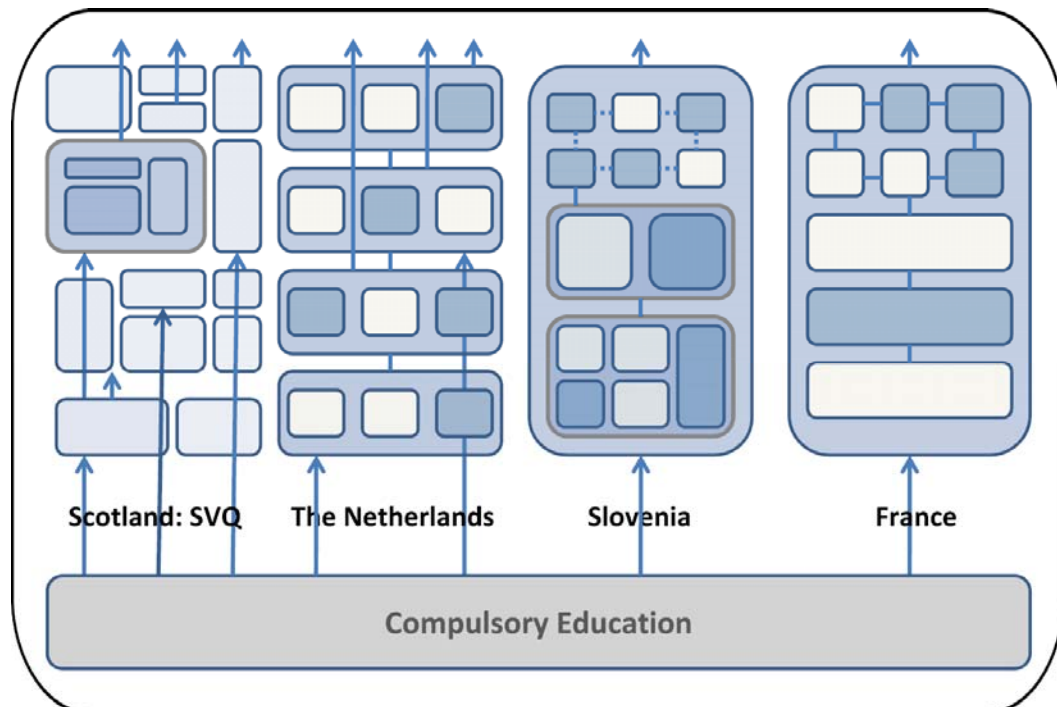 Scotland: SVQ
The Netherlands
Slovenia
France
Compulsory Education